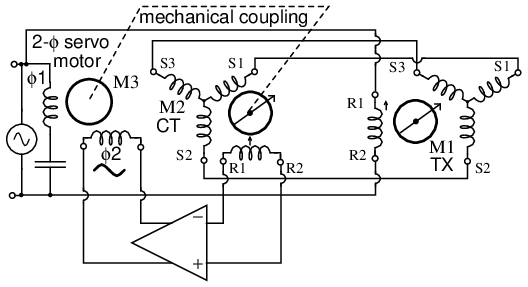 mechanical coupling
2-ϕ servo
motor
ϕ1
M3
S3
S1
S3
S1
M2
CT
R1
M1
TX
ϕ2
S2
R1
R2
R2
S2
−
+